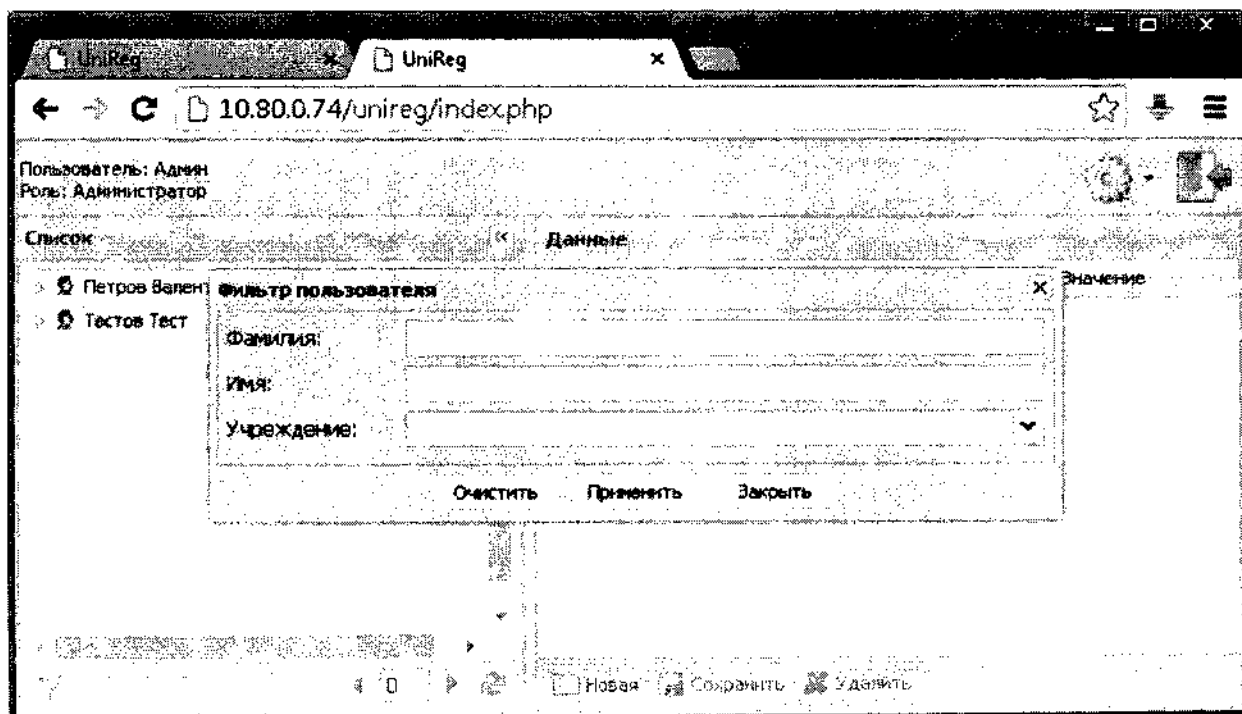 UniReg UniReg
10.80.0.74/unireg/index.php
Пользователь: Админ
Роль: Администратор
Список Данные
Петров Вален
Тестов Тест
Значение
Фильтр пользователя
Фамилия:
Имя:
Учреждение:
Очистить Применить Закрыть
0 Новая Сохранить Удалить